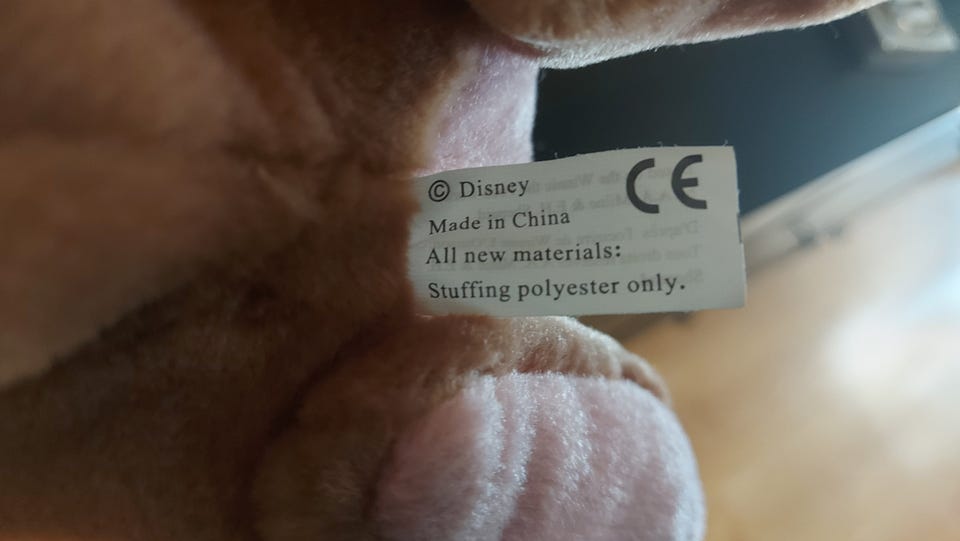 © Disney CE
Made in China
All new materials:
Stuffing polyester only.